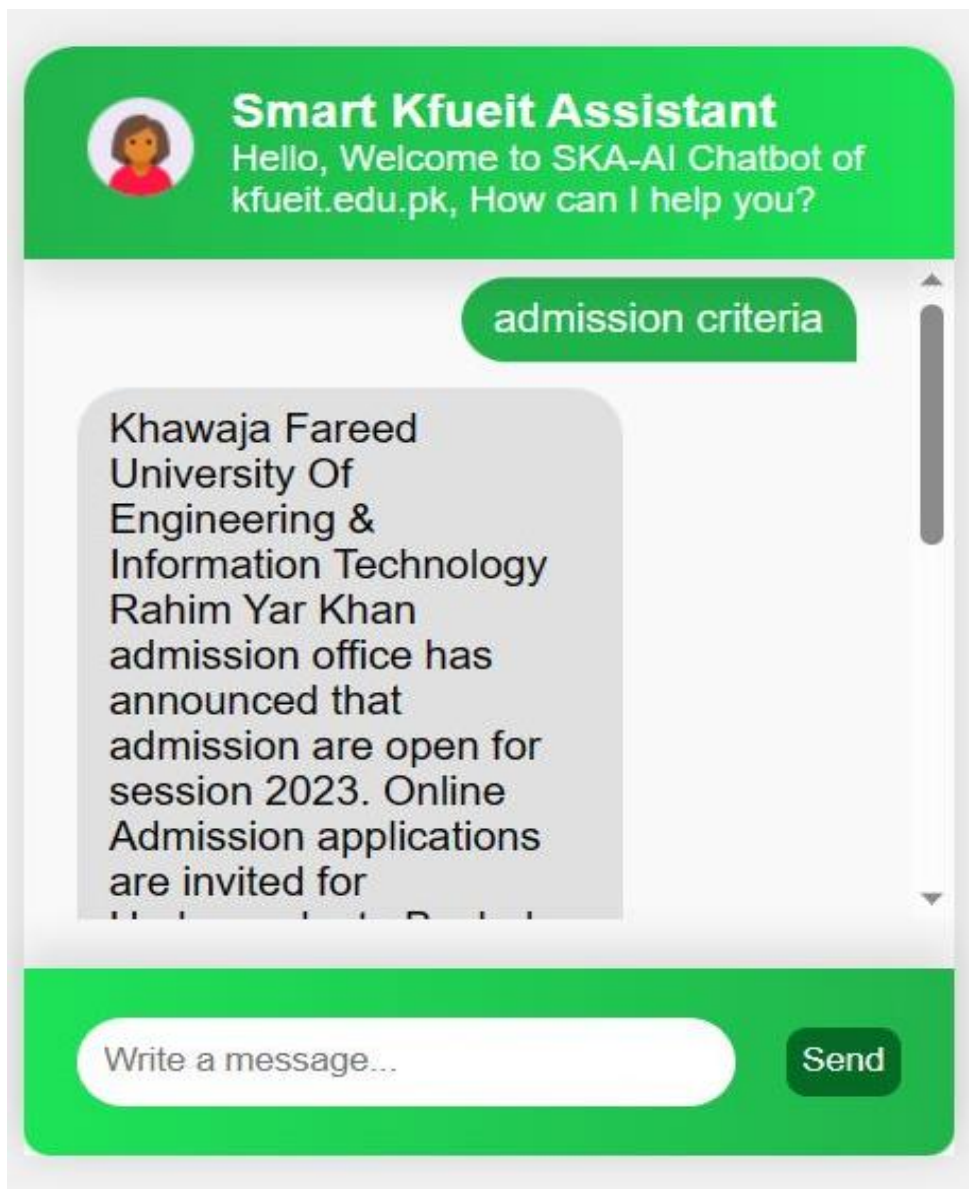 Smart Kfueit Assistant
Hello, Welcome to SKA-AI Chatbot of
kfueit.edu.pk, How can I help you?
admission criteria
Khawaja Fareed
University Of
Engineering &
Information Technology
Rahim Yar Khan
admission office has
announced that
admission are open for
session 2023. Online
Admission applications
are invited for
Write a message...
Send